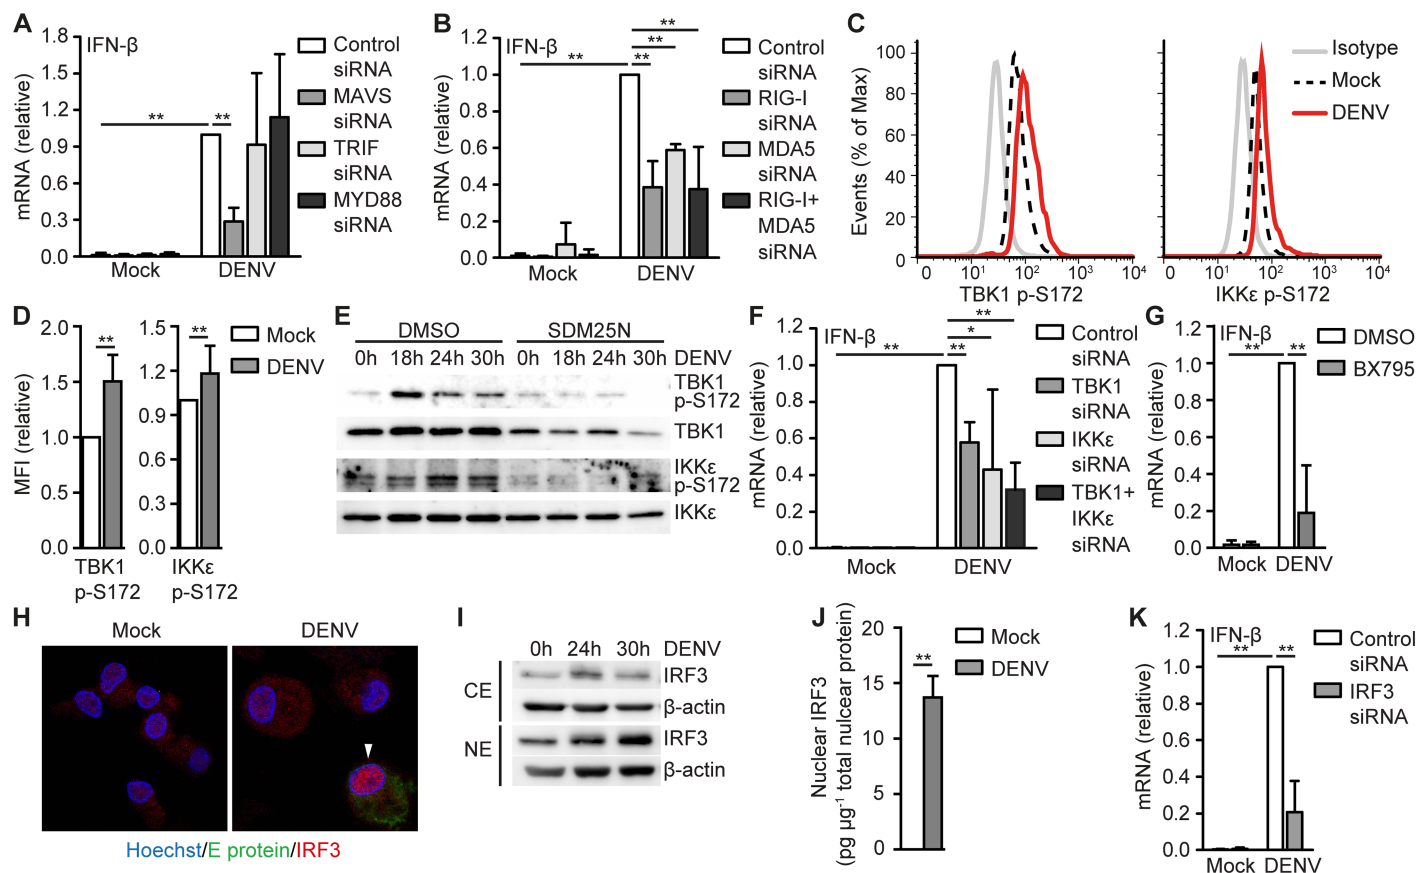 A
IFN-β
mRNA (relative)
1.8
1.5
1.2
0.9
0.6
0.3
0.0
**
**
Mock
DENV
Control
siRNA
MAVS
siRNA
TRIF
siRNA
MYD88
siRNA
B
IFN-β
mRNA (relative)
1.2
1.0
0.8
0.6
0.4
0.2
0.0
**
**
**
**
Mock
DENV
Control
siRNA
RIG-I
siRNA
MDA5
siRNA
RIG-I+
MDA5
siRNA
C
Events (% of Max)
100
80
60
40
20
0
0 10¹ 10² 10³ 10⁴
TBK1 p-S172
0 10¹ 10² 10³ 10⁴
IKKε p-S172
Isotype
Mock
DENV
D
MFI (relative)
2.0
1.5
1.0
0.5
0.0
**
TBK1
p-S172
1.5
1.2
0.9
0.6
0.3
0.0
**
IKKε
p-S172
Mock
DENV
E
DMSO SDM25N
0h 18h 24h 30h 0h 18h 24h 30h DENV
TBK1
p-S172
TBK1
IKKε
p-S172
IKKε
F
IFN-β
mRNA (relative)
1.2
1.0
0.8
0.6
0.4
0.2
0.0
**
*
**
**
Mock
DENV
Control
siRNA
TBK1
siRNA
IKKε
siRNA
TBK1+
IKKε
siRNA
G
IFN-β
mRNA (relative)
1.2
1.0
0.8
0.6
0.4
0.2
0.0
**
**
Mock
DENV
DMSO
BX795
H
Mock
DENV
Hoechst/E protein/IRF3
I
0h 24h 30h DENV
CE
IRF3
β-actin
NE
IRF3
β-actin
J
Nuclear IRF3
(pg µg⁻¹ total nulcear protein)
20
15
10
5
0
**
Mock
DENV
K
IFN-β
mRNA (relative)
1.2
1.0
0.8
0.6
0.4
0.2
0.0
**
**
Mock
DENV
Control
siRNA
IRF3
siRNA